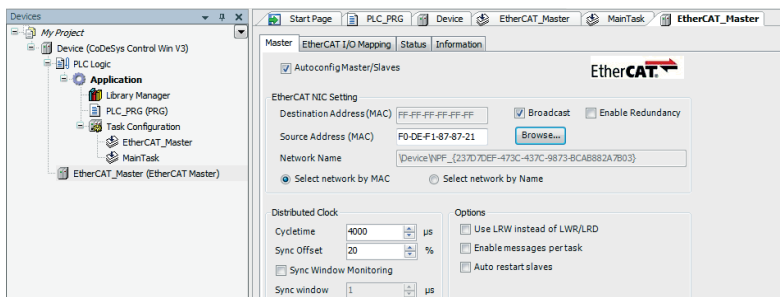 Devices
My Project
Device (CoDeSys Control Win V3)
PLC Logic
Application
Library Manager
PLC_PRG (PRG)
Task Configuration
EtherCAT_Master
MainTask
EtherCAT_Master (EtherCAT Master)
Start Page PLC_PRG Device EtherCAT_Master MainTask EtherCAT_Master
Master EtherCAT I/O Mapping Status Information
Autoconfig Master/Slaves
EtherCAT
EtherCAT NIC Setting
Destination Address (MAC) FF-FF-FF-FF-FF-FF Broadcast Enable Redundancy
Source Address (MAC) F0-DE-F1-87-87-21 Browse...
Network Name \Device\NPF_{237D7DEF-473C-437C-9873-BCAB882A7B03}
Select network by MAC Select network by Name
Distributed Clock Options
Cycletime 4000 µs Use LRW instead of LWR/LRD
Sync Offset 20 % Enable messages per task
Sync Window Monitoring Auto restart slaves
Sync window 1 µs